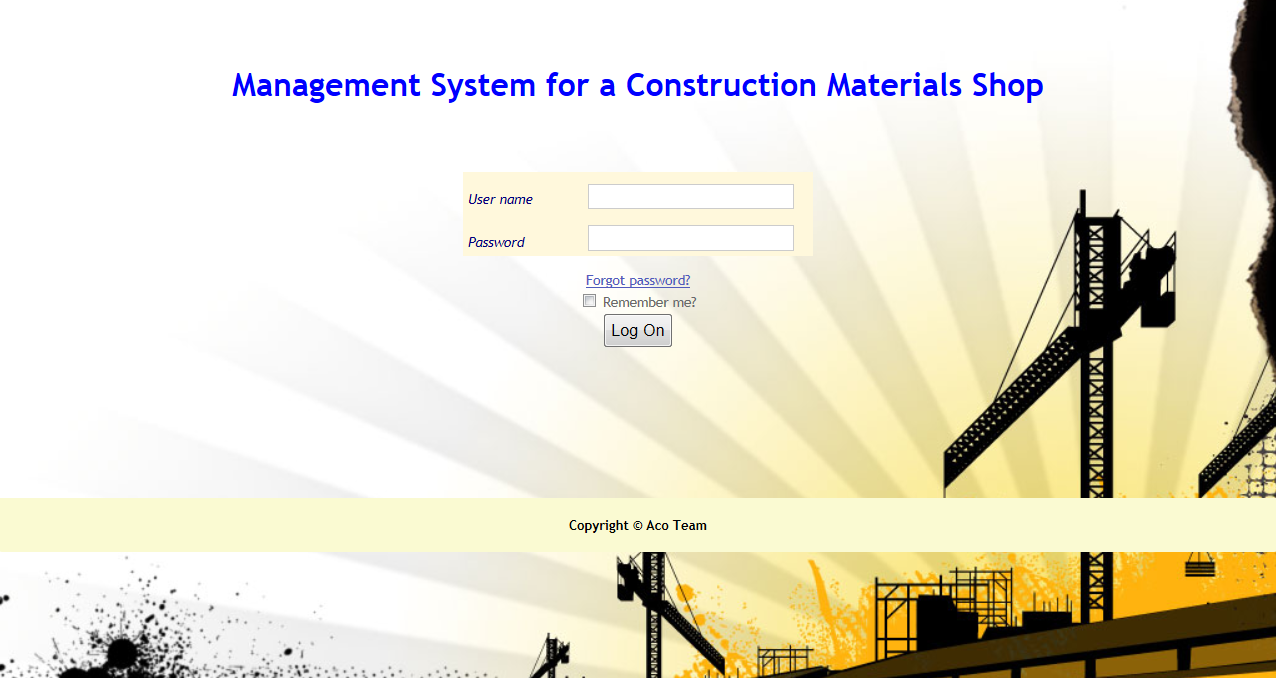 Management System for a Construction Materials Shop
User name
Password
Forgot password?
Remember me?
Log On
Copyright © Aco Team